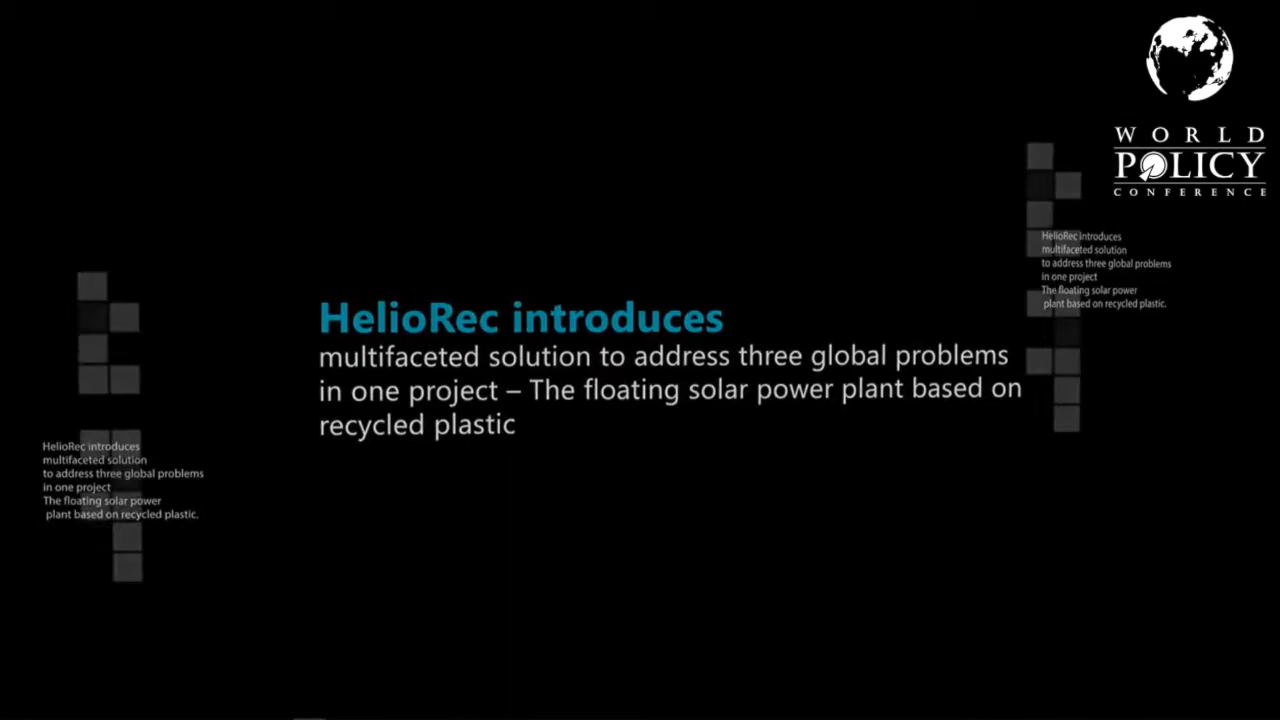 WORLD
POLICY
CONFERENCE
HelioRec introduces
multifaceted solution
to address three global problems
in one project
The floating solar power
plant based on recycled plastic.
HelioRec introduces
multifaceted solution to address three global problems
in one project – The floating solar power plant based on
recycled plastic
HelioRec introduces
multifaceted solution
to address three global problems
in one project
The floating solar power
plant based on recycled plastic.